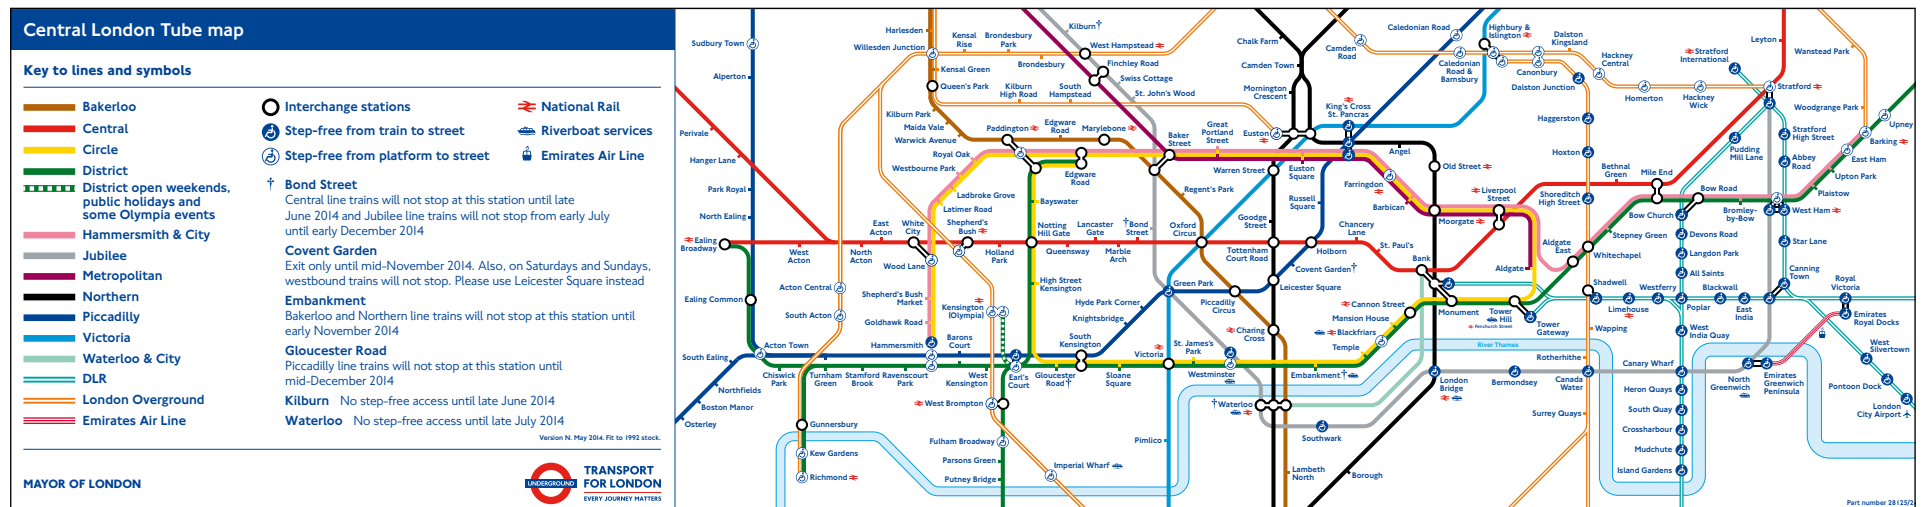 Central London Tube map
Key to lines and symbols
Bakerloo
Central
Circle
District
District open weekends,
public holidays and
some Olympia events
Hammersmith & City
Jubilee
Metropolitan
Northern
Piccadilly
Victoria
Waterloo & City
DLR
London Overground
Emirates Air Line
Interchange stations
Step-free from train to street
Step-free from platform to street
National Rail
Riverboat services
Emirates Air Line
† Bond Street
Central line trains will not stop at this station until late
June 2014 and Jubilee line trains will not stop from early July
until early December 2014
Covent Garden
Exit only until mid-November 2014. Also, on Saturdays and Sundays,
westbound trains will not stop. Please use Leicester Square instead
Embankment
Bakerloo and Northern line trains will not stop at this station until
early November 2014
Gloucester Road
Piccadilly line trains will not stop at this station until
mid-December 2014
Kilburn No step-free access until late June 2014
Waterloo No step-free access until late July 2014
Version N. May 2014. Fit to 1992 stock.
MAYOR OF LONDON
UNDERGROUND
TRANSPORT
FOR LONDON
EVERY JOURNEY MATTERS
Sudbury Town
Alperton
Perivale
Hanger Lane
Park Royal
North Ealing
Ealing
Broadway
Ealing Common
South Ealing
Northfields
Boston Manor
Osterley
Acton Town
West
Acton
North
Acton
East
Acton
White
City
Wood Lane
Shepherd's
Bush
Acton Central
South Acton
Shepherd's Bush
Market
Goldhawk Road
Hammersmith
Chiswick
Park
Turnham
Green
Stamford
Brook
Ravenscourt
Park
Barons
Court
West
Kensington
Earl's
Court
Gunnersbury
Kew Gardens
Richmond
West Brompton
Fulham Broadway
Parsons Green
Putney Bridge
Imperial Wharf
Kensington
(Olympia)
Harlesden
Willesden Junction
Kensal Green
Queen's Park
Kilburn Park
Maida Vale
Warwick Avenue
Royal Oak
Westbourne Park
Ladbroke Grove
Latimer Road
Kensal
Rise
Brondesbury
Park
Brondesbury
Kilburn
High Road
South
Hampstead
Kilburn†
West Hampstead
Finchley Road
Swiss Cottage
St. John's Wood
Paddington
Edgware
Road
Marylebone
Baker
Street
Edgware
Road
Bayswater
Notting
Hill Gate
Holland
Park
Queensway
Lancaster
Gate
Marble
Arch
†Bond
Street
Oxford
Circus
High Street
Kensington
Hyde Park Corner
Knightsbridge
South
Kensington
Gloucester
Road†
Sloane
Square
Victoria
St. James's
Park
Westminster
Pimlico
Green Park
Piccadilly
Circus
Charing
Cross
Embankment†
†Waterloo
Southwark
Lambeth
North
Borough
Chalk Farm
Camden Town
Mornington
Crescent
Euston
Great
Portland
Street
Warren Street
Regent's Park
Euston
Square
Goodge
Street
Tottenham
Court Road
Russell
Square
Holborn
Covent Garden†
Leicester Square
King's Cross
St. Pancras
Camden
Road
Caledonian Road
Caledonian
Road &
Barnsbury
Highbury &
Islington
Canonbury
Dalston
Kingsland
Dalston Junction
Hackney
Central
Homerton
Hackney
Wick
Stratford
International
Stratford
Leyton
Wanstead Park
Woodgrange Park
Upney
Barking
East Ham
Upton Park
Plaistow
Angel
Old Street
Farringdon
Barbican
Moorgate
Liverpool
Street
Chancery
Lane
St. Paul's
Bank
Cannon Street
Mansion House
Blackfriars
Temple
Monument
Tower
Hill
Fenchurch Street
Tower
Gateway
Aldgate
Aldgate
East
Haggerston
Hoxton
Shoreditch
High Street
Bethnal
Green
Mile End
Stepney Green
Whitechapel
Shadwell
Wapping
Rotherhithe
Canada
Water
Surrey Quays
London
Bridge
Bermondsey
River Thames
Bow Road
Bow Church
Bromley-
by-Bow
West Ham
Pudding
Mill Lane
Stratford
High Street
Abbey
Road
Devons Road
Langdon Park
All Saints
Star Lane
Canning
Town
Limehouse
Westferry
Poplar
Blackwall
East
India
Royal
Victoria
Emirates
Royal Docks
West
India Quay
Canary Wharf
Heron Quays
South Quay
Crossharbour
Mudchute
Island Gardens
North
Greenwich
Emirates
Greenwich
Peninsula
West
Silvertown
Pontoon Dock
London
City Airport